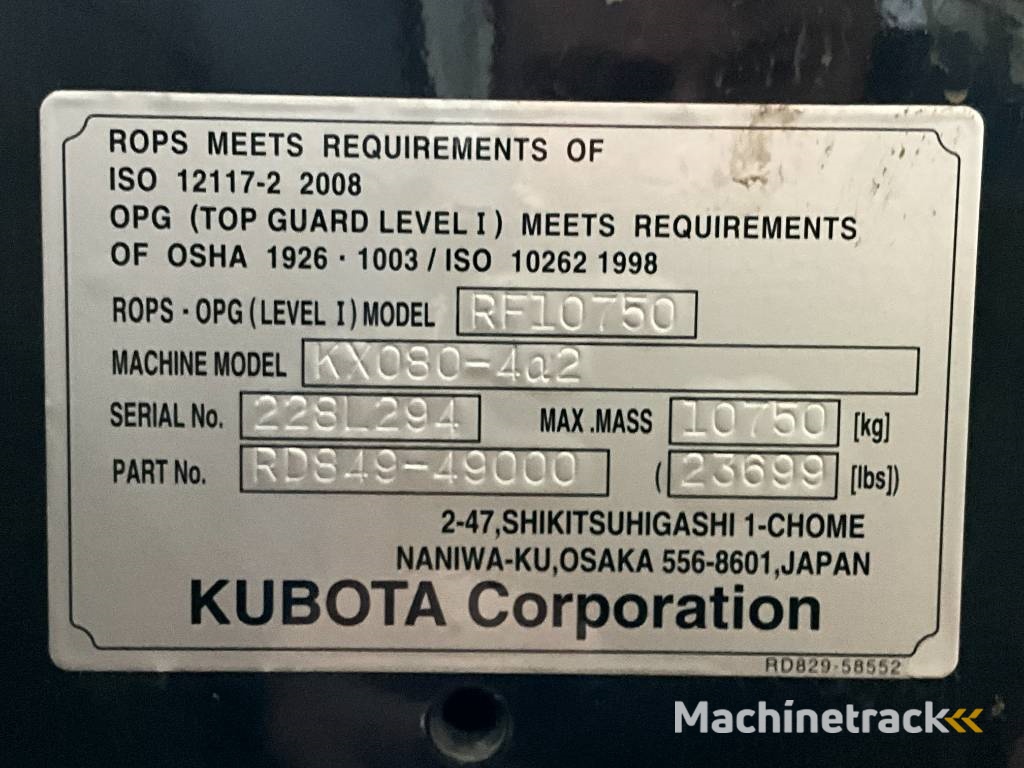 ROPS MEETS REQUIREMENTS OF
ISO 12117-2 2008
OPG (TOP GUARD LEVEL I) MEETS REQUIREMENTS
OF OSHA 1926·1003/ISO 10262 1998
ROPS·OPG(LEVEL I)MODEL RF10750
MACHINE MODEL KX080-4a2
SERIAL No. 228L294 MAX.MASS 10750 [kg]
PART No. RD849-49000 (23699 [lbs])
2-47,SHIKITSUHIGASHI 1-CHOME
NANIWA-KU,OSAKA 556-8601,JAPAN
KUBOTA Corporation
RD829-58552
Machinetrack